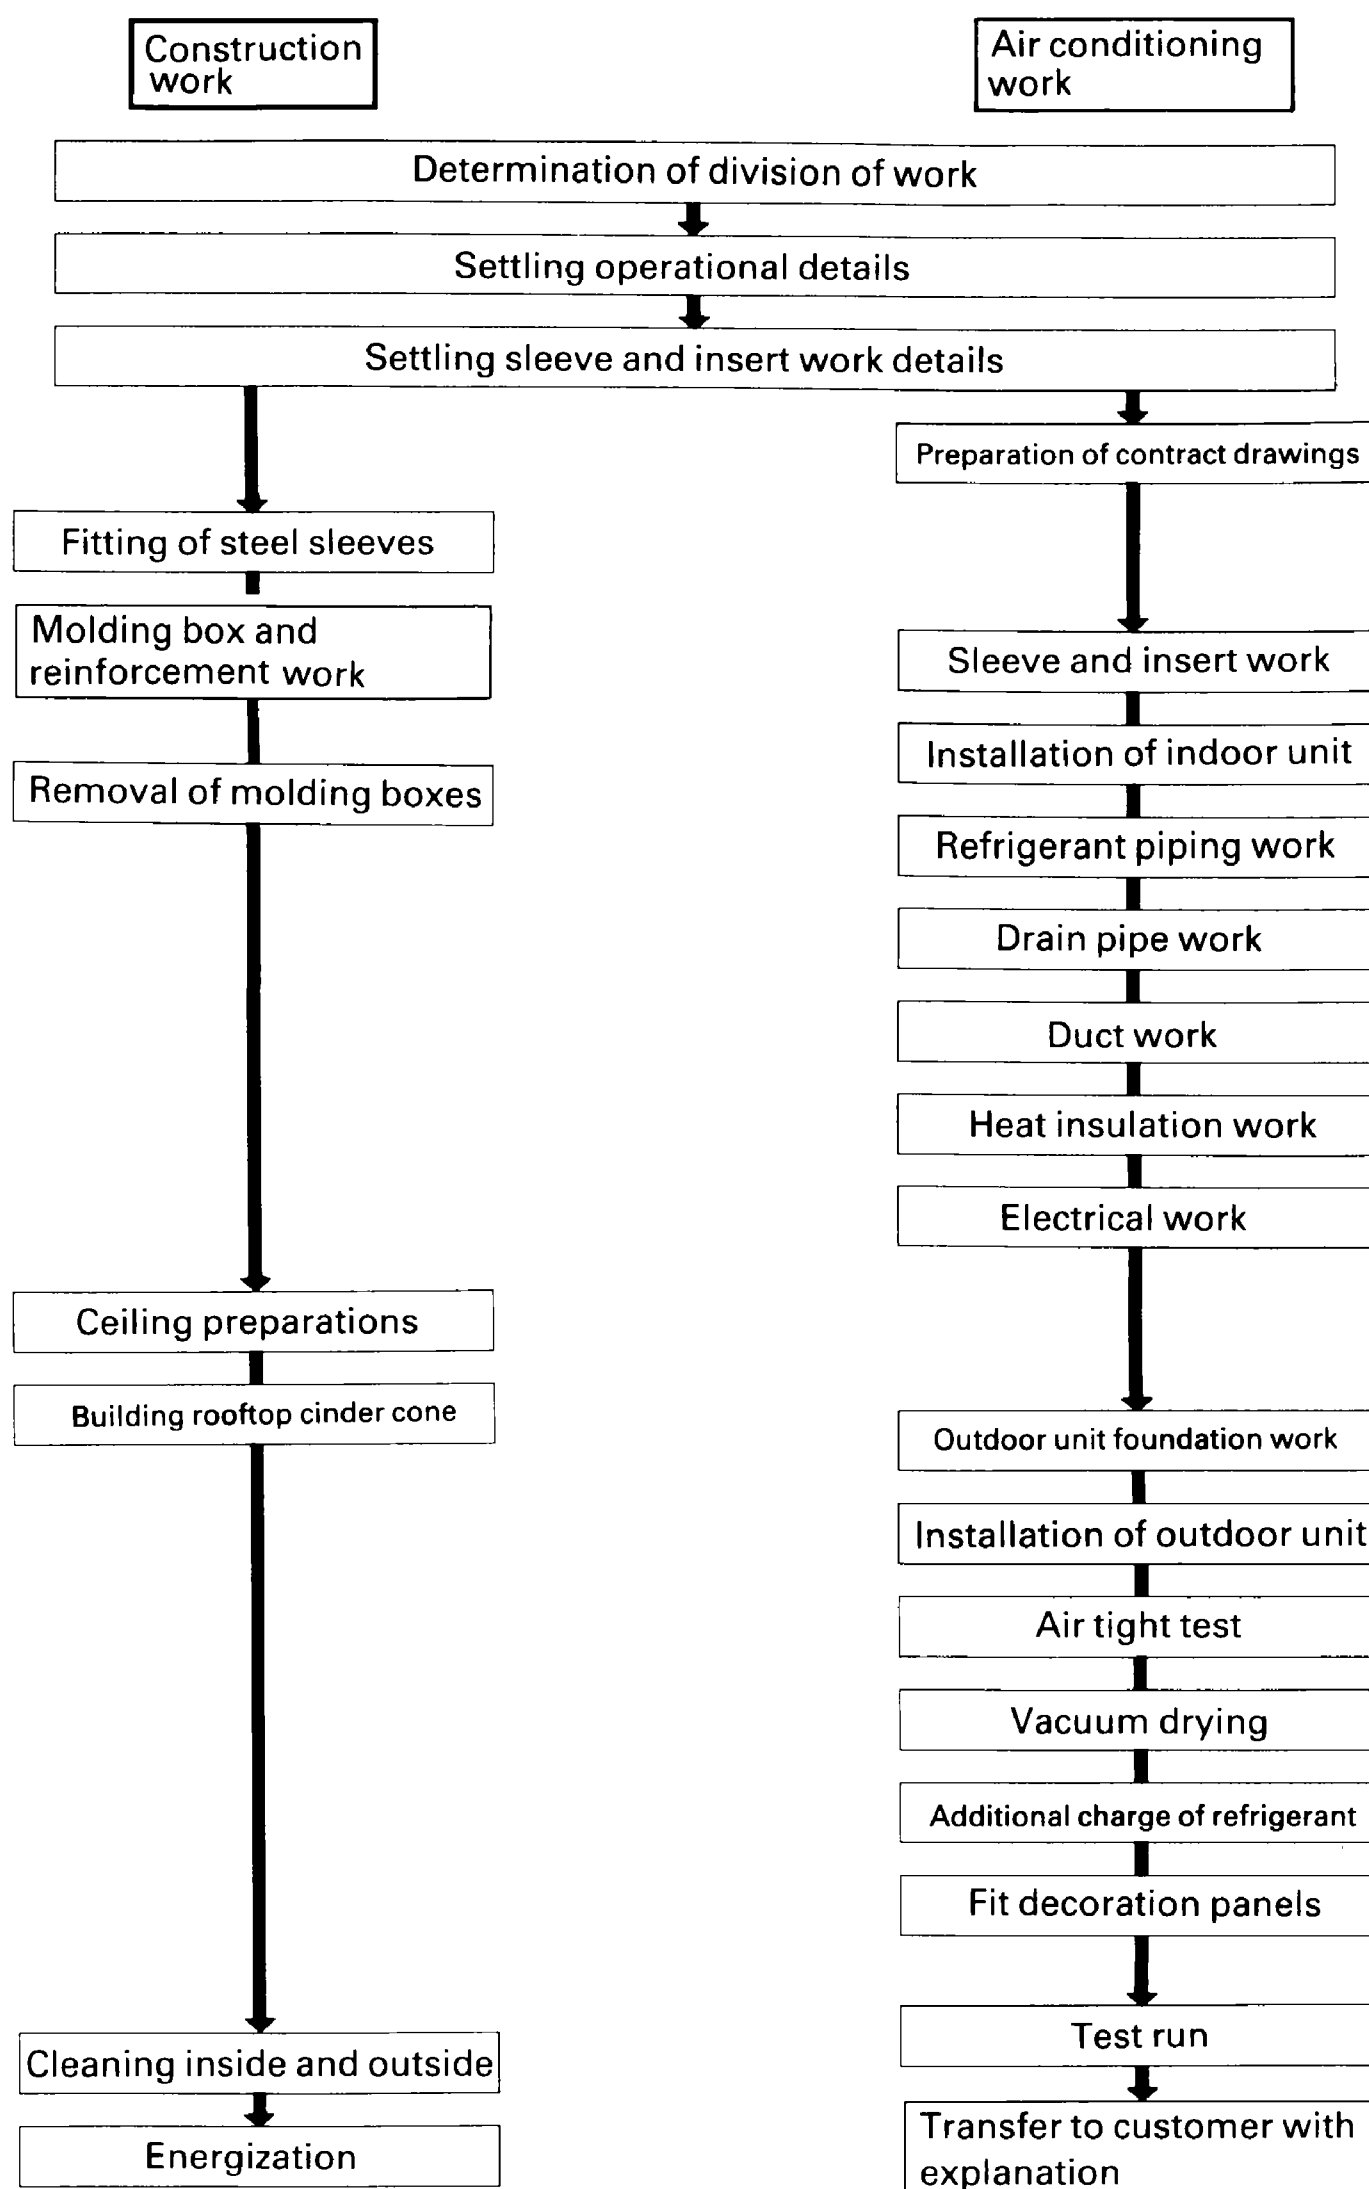 Construction
work
Air conditioning
work
Determination of division of work
Settling operational details
Settling sleeve and insert work details
Preparation of contract drawings
Fitting of steel sleeves
Molding box and
reinforcement work
Sleeve and insert work
Installation of indoor unit
Removal of molding boxes
Refrigerant piping work
Drain pipe work
Duct work
Heat insulation work
Electrical work
Ceiling preparations
Building rooftop cinder cone
Outdoor unit foundation work
Installation of outdoor unit
Air tight test
Vacuum drying
Additional charge of refrigerant
Fit decoration panels
Test run
Cleaning inside and outside
Transfer to customer with
explanation
Energization